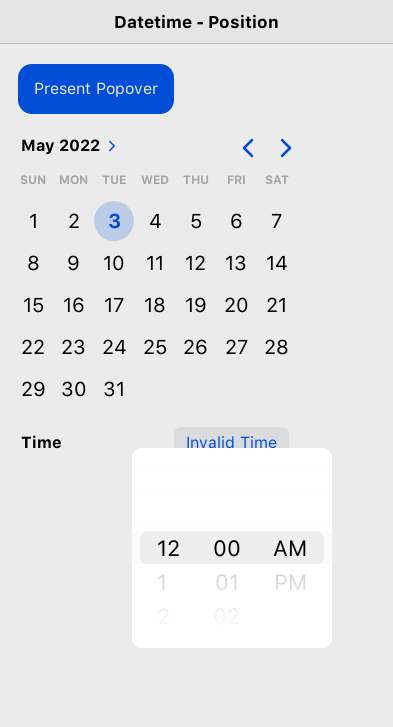 Datetime - Position
Present Popover
May 2022
SUN MON TUE WED THU FRI SAT
1 2 3 4 5 6 7
8 9 10 11 12 13 14
15 16 17 18 19 20 21
22 23 24 25 26 27 28
29 30 31
Time Invalid Time
12 00 AM
1 01 PM
2 02